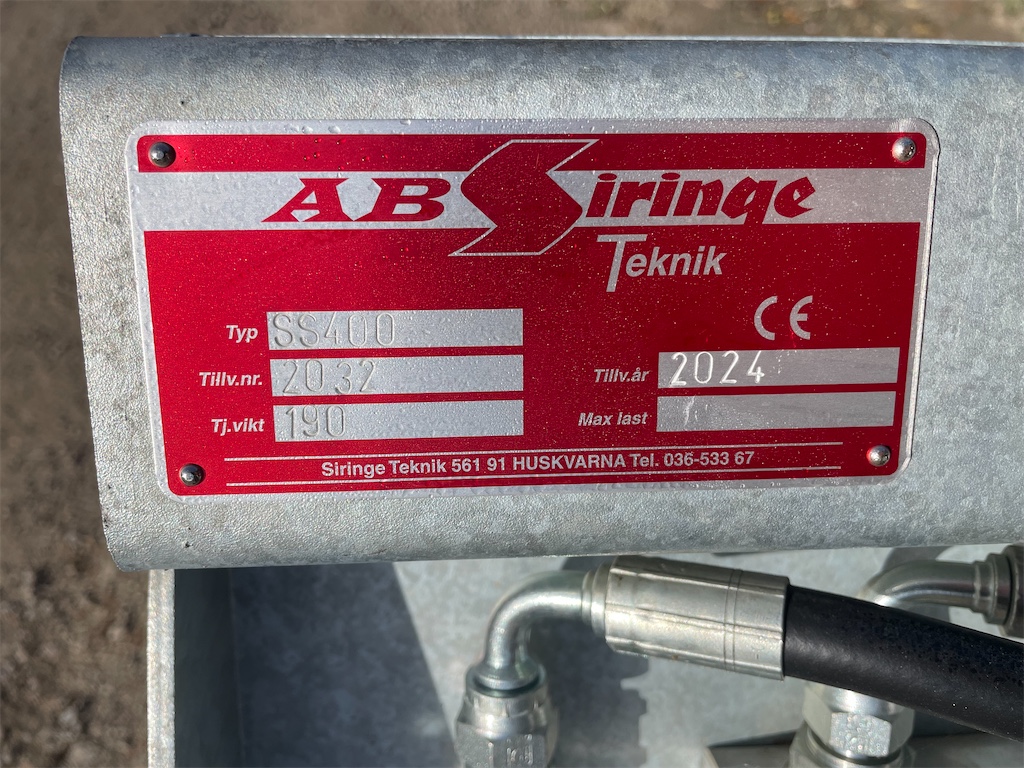 AB Siringe
Teknik
CE
Typ SS400
Tillv.nr. 2032
Tillv.år 2024
Tj.vikt 190
Max last
Siringe Teknik 561 91 HUSKVARNA Tel. 036-533 67